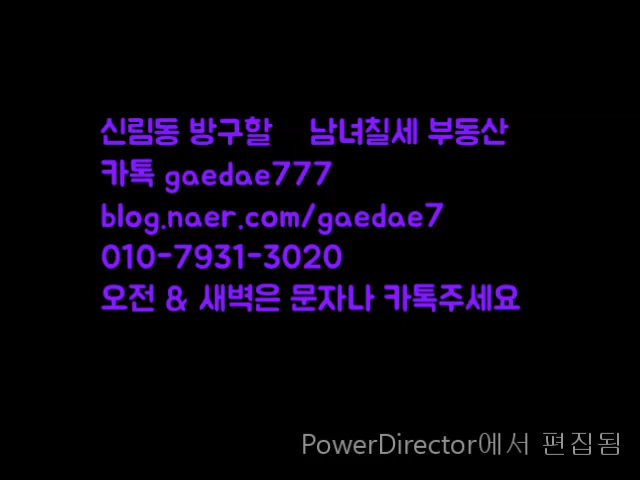 신림동 방구할 남녀칠세 부동산
카톡 gaedae777
blog.naer.com/gaedae7
010-7931-3020
오전 & 새벽은 문자나 카톡주세요
PowerDirector에서 편집됨